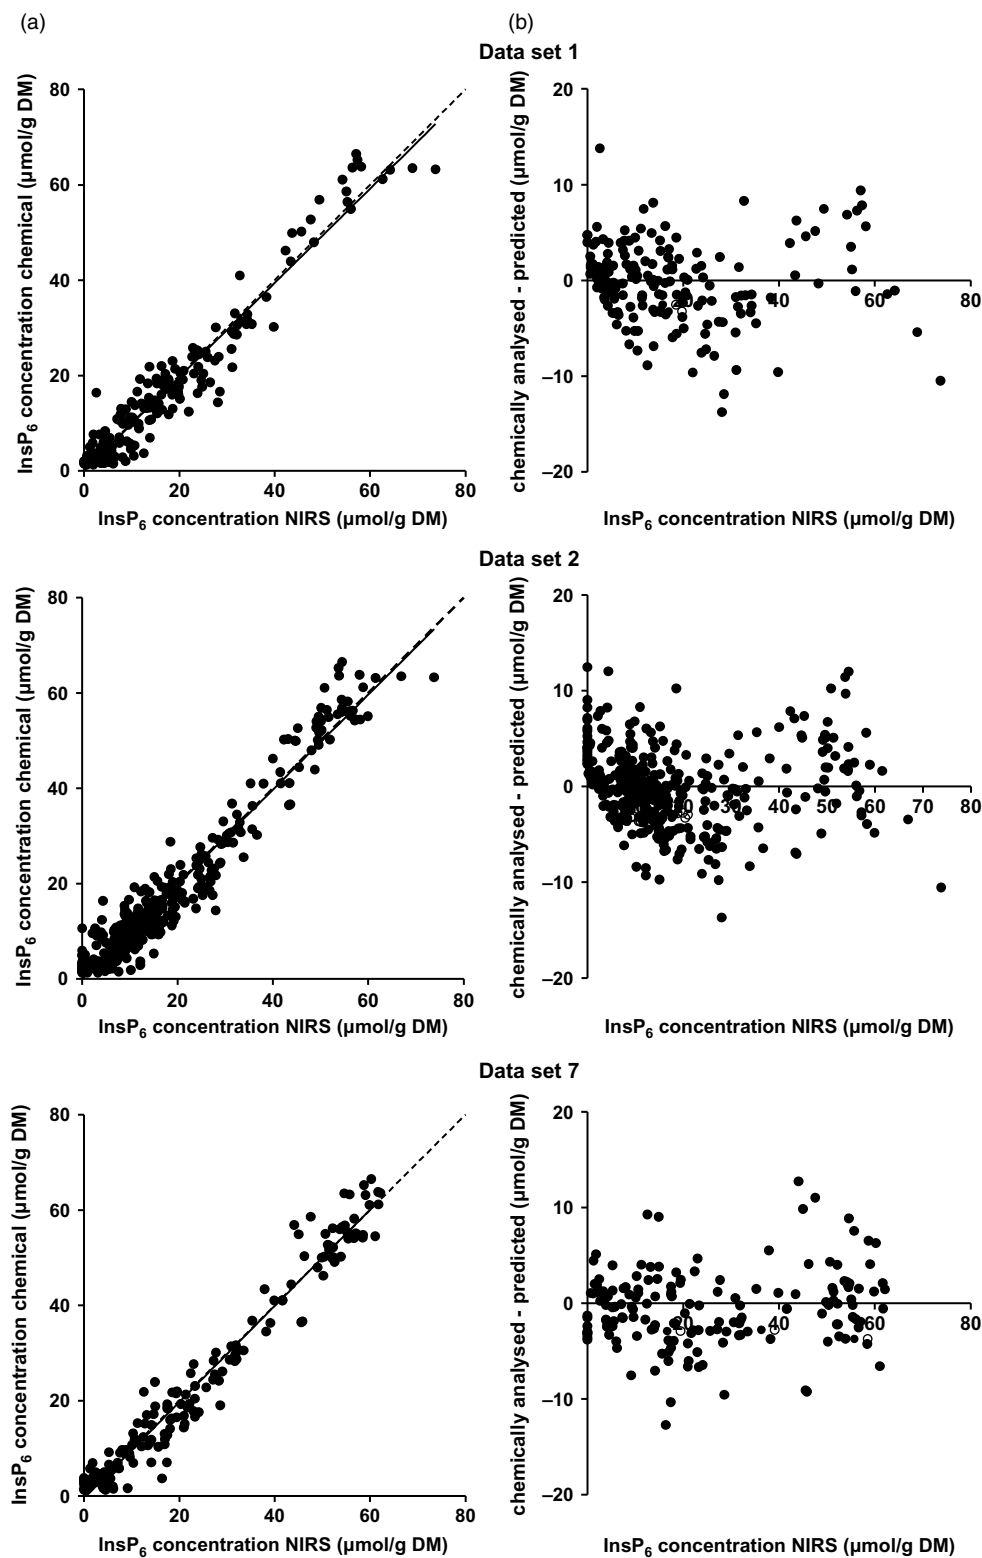 (a)
(b)
Data set 1
InsP₆ concentration chemical (µmol/g DM)
80
60
40
20
0
0 20 40 60 80
InsP₆ concentration NIRS (µmol/g DM)
chemically analysed - predicted (µmol/g DM)
20
10
0
–10
–20
20 40 60 80
InsP₆ concentration NIRS (µmol/g DM)
Data set 2
InsP₆ concentration chemical (µmol/g DM)
80
60
40
20
0
0 20 40 60 80
InsP₆ concentration NIRS (µmol/g DM)
chemically analysed - predicted (µmol/g DM)
20
10
0
–10
–20
20 30 40 50 60 70 80
InsP₆ concentration NIRS (µmol/g DM)
Data set 7
InsP₆ concentration chemical (µmol/g DM)
80
60
40
20
0
0 20 40 60 80
InsP₆ concentration NIRS (µmol/g DM)
chemically analysed - predicted (µmol/g DM)
20
10
0
–10
–20
20 40 60 80
InsP₆ concentration NIRS (µmol/g DM)